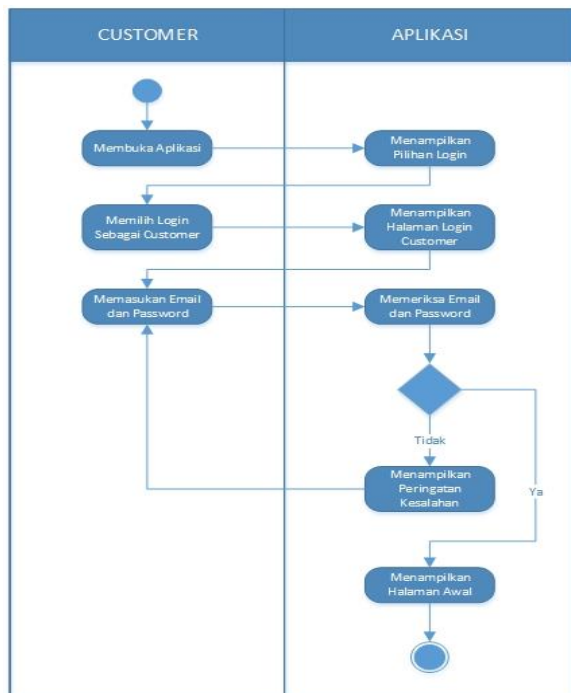 CUSTOMER
APLIKASI
Membuka Aplikasi
Menampilkan
Pilihan Login
Memilih Login
Sebagai Customer
Menampilkan
Halaman Login
Customer
Memasukan Email
dan Password
Memeriksa Email
dan Password
Tidak
Menampilkan
Peringatan
Kesalahan
Ya
Menampilkan
Halaman Awal